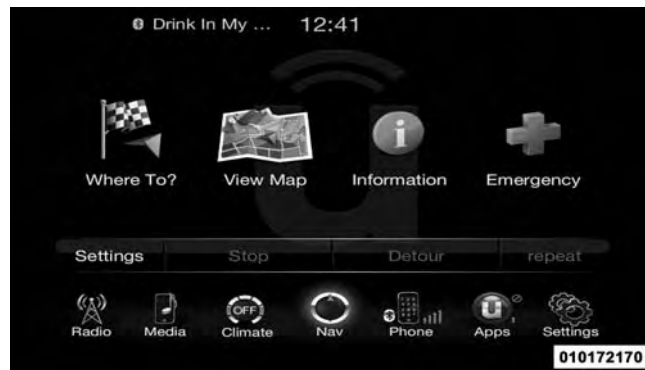 Drink In My ... 12:41
Where To? View Map Information Emergency
Settings Stop Detour repeat
OFF
Radio Media Climate Nav Phone Apps Settings
010172170